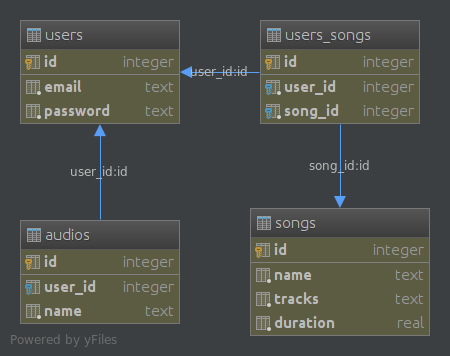 users
id integer
email text
password text
users_songs
id integer
user_id integer
song_id integer
user_id:id
user_id:id
song_id:id
audios
id integer
user_id integer
name text
songs
id integer
name text
tracks text
duration real
Powered by yFiles